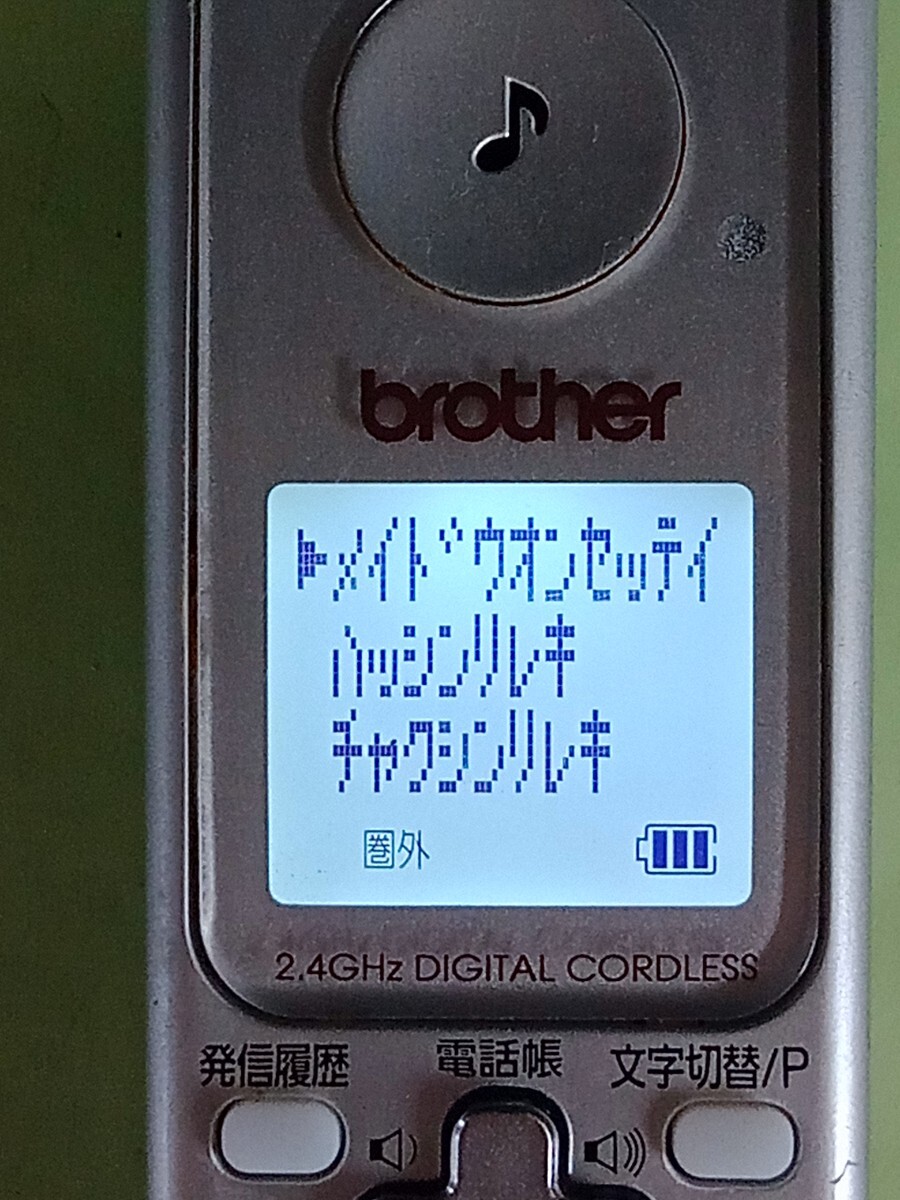 brother
▶メイドウオンセッテイ
ハッシンリレキ
チャクシンリレキ
圏外
2.4GHz DIGITAL CORDLESS
発信履歴 電話帳 文字切替/P